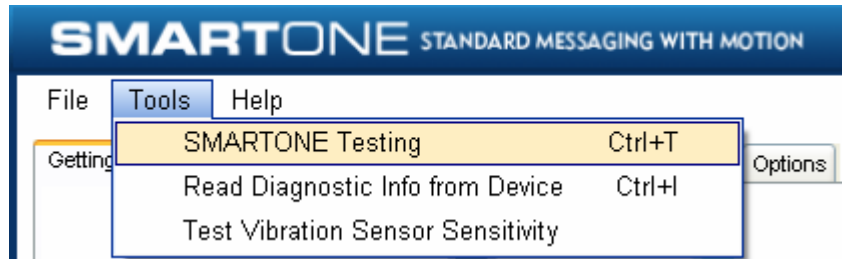 SMARTONE STANDARD MESSAGING WITH MOTION
File Tools Help
SMARTONE Testing Ctrl+T
Getting Options
Read Diagnostic Info from Device Ctrl+I
Test Vibration Sensor Sensitivity